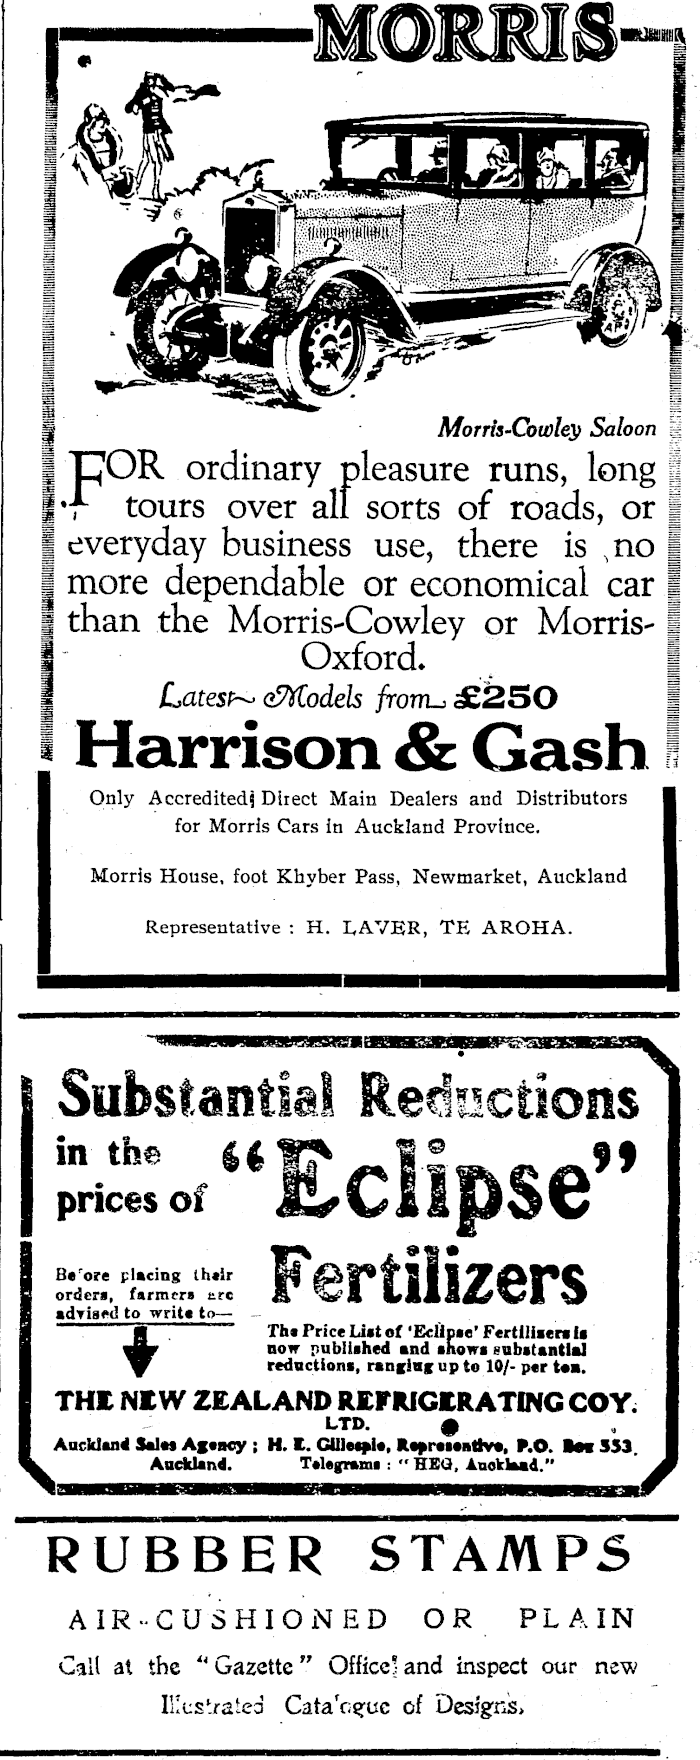 MORRIS
Morris-Cowley Saloon
FOR ordinary pleasure runs, long
tours over all sorts of roads, or
everyday business use, there is no
more dependable or economical car
than the Morris-Cowley or Morris-
Oxford.
Latest Models from £250
Harrison & Gash
Only Accredited Direct Main Dealers and Distributors
for Morris Cars in Auckland Province.
Morris House, foot Khyber Pass, Newmarket, Auckland
Representative : H. LAVER, TE AROHA.
Substantial Reductions
in the
prices of
"Eclipse"
Fertilizers
Before placing their
orders, farmers are
advised to write to—
The Price List of 'Eclipse' Fertilisers is
now published and shows substantial
reductions, ranging up to 10/- per ton.
THE NEW ZEALAND REFRIGERATING COY.
LTD.
Auckland Sales Agency ; H. E. Gillespie, Representive, P.O. Box 353,
Auckland. Telegrams : "HEG, Auckland."
RUBBER STAMPS
AIR-CUSHIONED OR PLAIN
Call at the "Gazette" Office and inspect our new
Illustrated Catalogue of Designs.